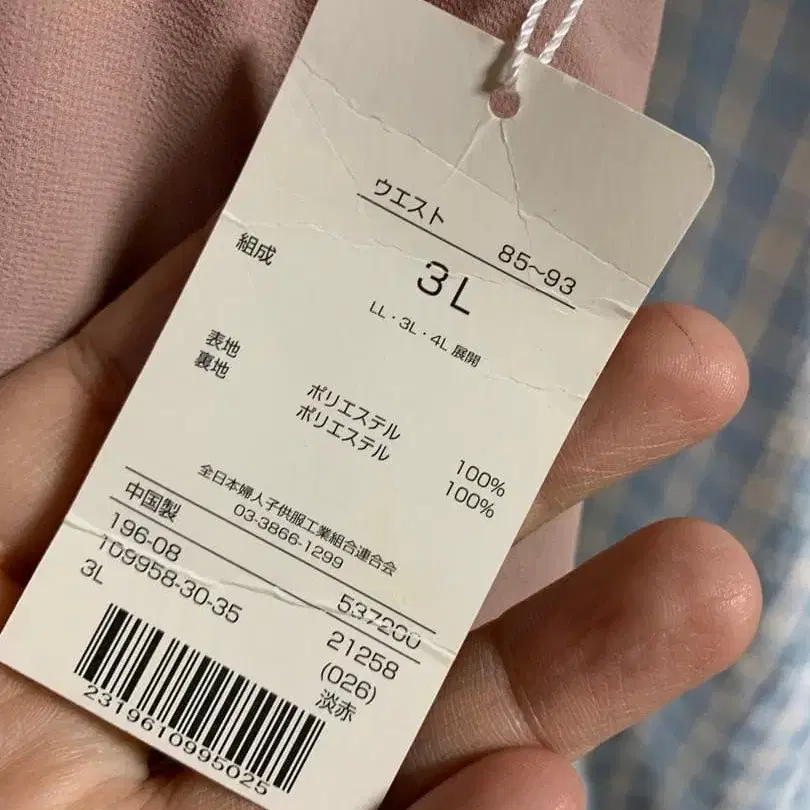 ウエスト 85~93
3L
LL・3L・4L 展開
組成
表地 ポリエステル 100%
裏地 ポリエステル 100%
全日本婦人子供服工業組合連合会
03-3866-1299
中国製 537200
196-08 21258
109958-30-35 (026)
3L 淡赤
2319610995025